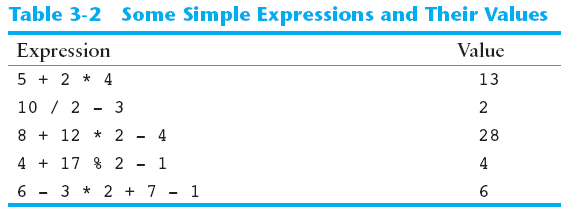 Table 3-2 Some Simple Expressions and Their Values
Expression Value
5 + 2 * 4 13
10 / 2 - 3 2
8 + 12 * 2 - 4 28
4 + 17 % 2 - 1 4
6 - 3 * 2 + 7 - 1 6